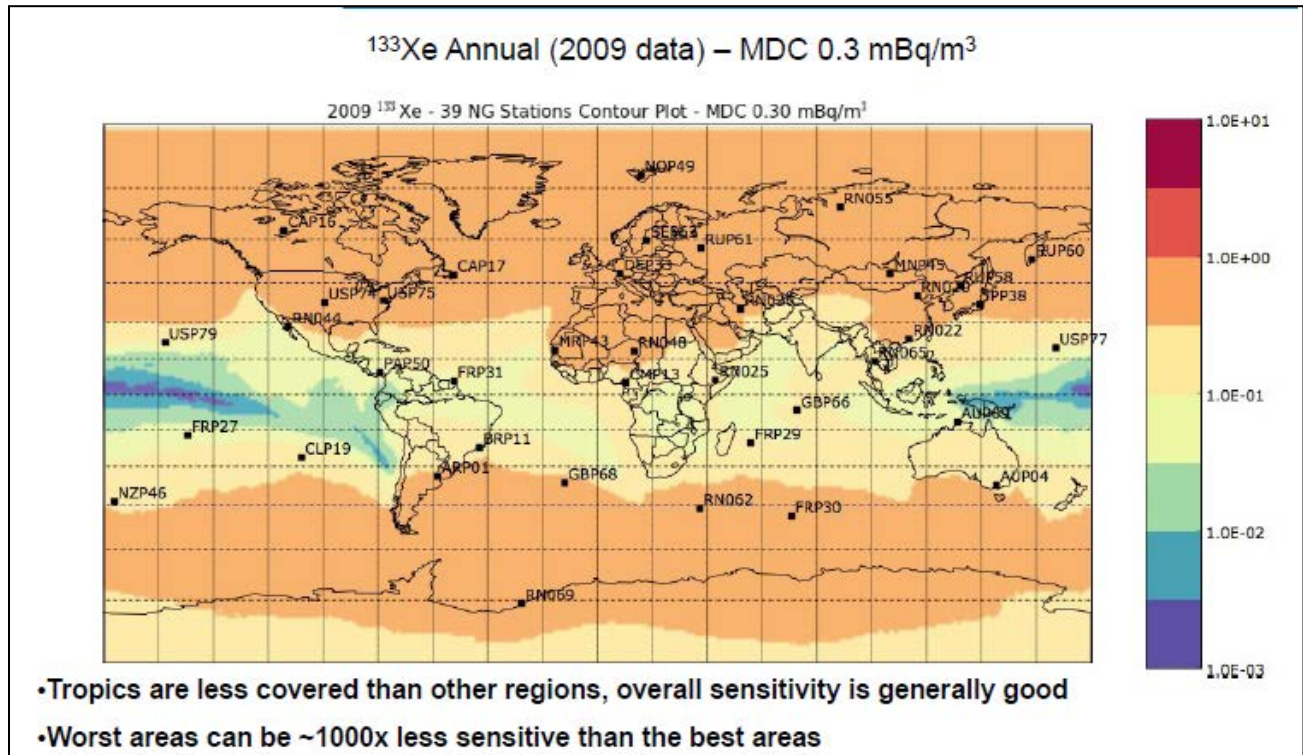 ¹³³Xe Annual (2009 data) – MDC 0.3 mBq/m³
2009 ¹³³Xe - 39 NG Stations Contour Plot - MDC 0.30 mBq/m³
1.0E+01
NOP49
RN055
CAP16
SES63
RUP61
RUP60
CAP17
DEP33
MNP45
1.0E+00
RUP58
USP74
USP75
RN020
JPP38
RN044
USP79
MRP43
RN048
RN022
USP77
RN065
PAP50
FRP31
CMP13
RN025
1.0E-01
GBP66
AUP09
FRP27
CLP19
BRP11
FRP29
ARP01
GBP68
AUP04
NZP46
RN062
FRP30
1.0E-02
RN069
1.0E-03
•Tropics are less covered than other regions, overall sensitivity is generally good
•Worst areas can be ~1000x less sensitive than the best areas